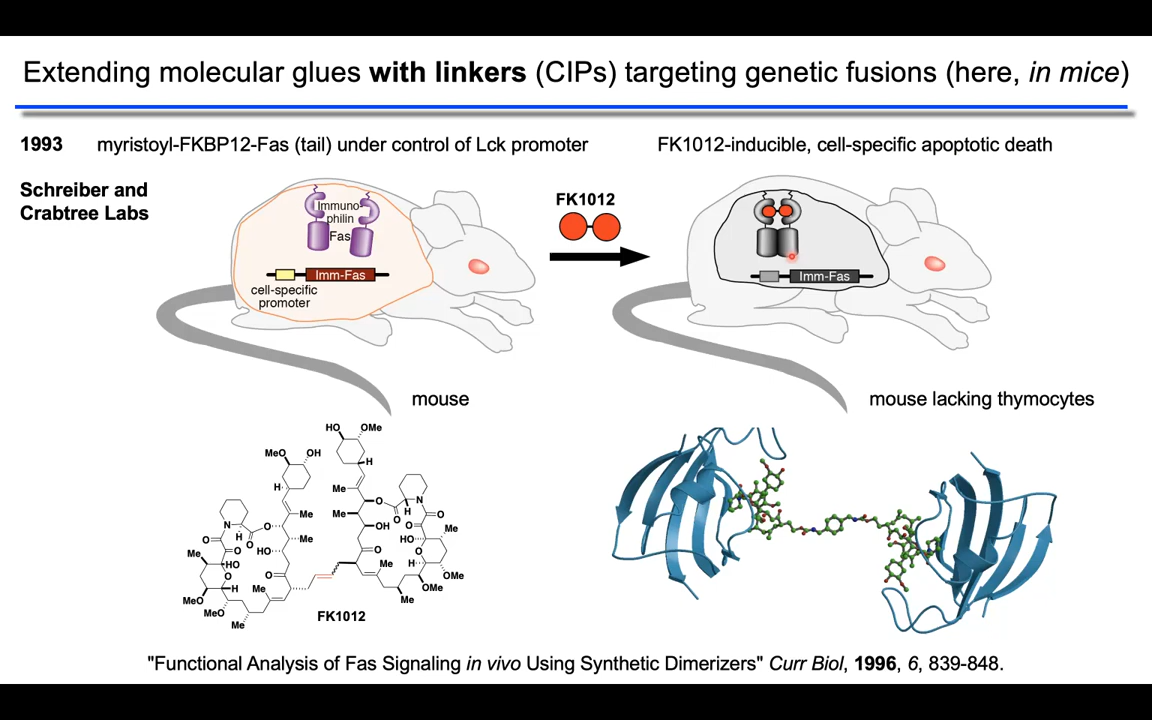 Extending molecular glues with linkers (CIPs) targeting genetic fusions (here, in mice)
1993 myristoyl-FKBP12-Fas (tail) under control of Lck promoter
FK1012-inducible, cell-specific apoptotic death
Schreiber and
Crabtree Labs
Immuno-
philin
Fas
Imm-Fas
cell-specific
promoter
FK1012
Imm-Fas
mouse
mouse lacking thymocytes
HO
OMe
MeO
OH
H
H
Me
O
N
H
O
O
Me
Me
OH
N
H
O
O
O
Me
HO
O
O
HO
Me
O
H
Me
O
HO
O
H
MeO
MeO
Me
O
Me
O
Me
OMe
OMe
Me
FK1012
"Functional Analysis of Fas Signaling in vivo Using Synthetic Dimerizers" Curr Biol, 1996, 6, 839-848.